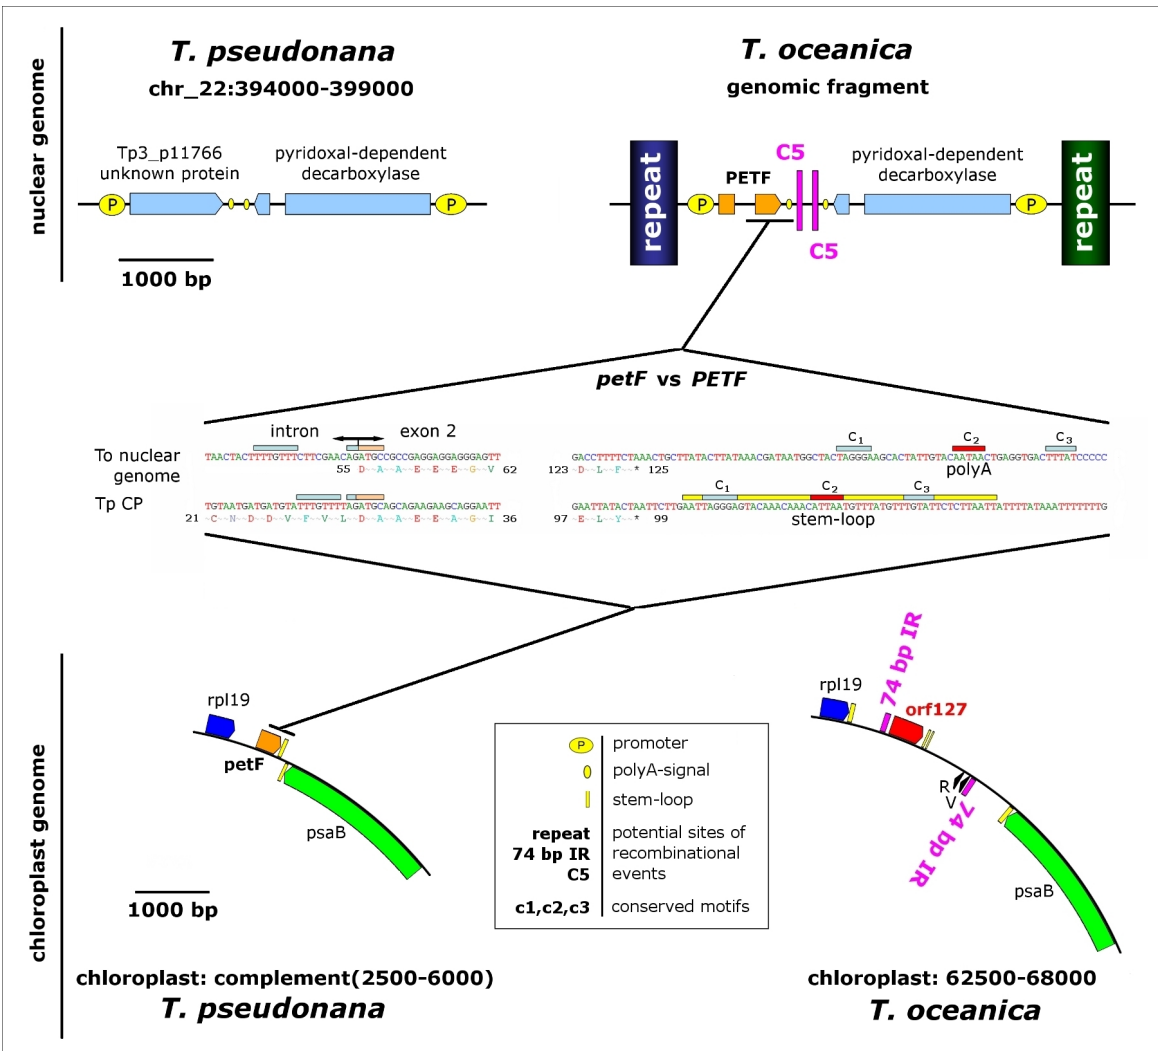 nuclear genome
T. pseudonana
chr_22:394000-399000
Tp3_p11766
unknown protein
pyridoxal-dependent
decarboxylase
P
P
1000 bp
T. oceanica
genomic fragment
repeat
P
PETF
C5
C5
pyridoxal-dependent
decarboxylase
P
repeat
petF vs PETF
intron
exon 2
c1
c2
c3
To nuclear
genome
TAACTACTTTTGTTTCTTCGAACAGATGCCGCCGAGGAGGAGGGAGTT
GACCTTTTCTAAACTGCTTATACTTATAAACGATAATGGCTACTAGGGAAGCACTATTGTACAATAACTGAGGTGACTTTATCCCCC
55 D~~A~~A~~E~~E~~E~~G~~V 62
123 D~~L~~F~~* 125
polyA
c1
c2
c3
Tp CP
TGTAATGATGATGTATTTGTTTTAGATGCAGCAGAAGAAGCAGGAATT
GAATTATACTAATTCTTGAATTAGGGAGTACAAACAAACATTAATGTTTATGTTTGTATTCTCTTAATTATTTTATAAATTTTTTTG
21 C~~N~~D~~D~~V~~F~~V~~L~~D~~A~~A~~E~~E~~A~~G~~I 36
97 E~~L~~Y~~* 99
stem-loop
chloroplast genome
rpl19
petF
psaB
1000 bp
chloroplast: complement(2500-6000)
T. pseudonana
P promoter
polyA-signal
stem-loop
repeat potential sites of
74 bp IR recombinational
C5 events
c1,c2,c3 conserved motifs
rpl19
74 bp IR
orf127
R
V
74 bp IR
psaB
chloroplast: 62500-68000
T. oceanica